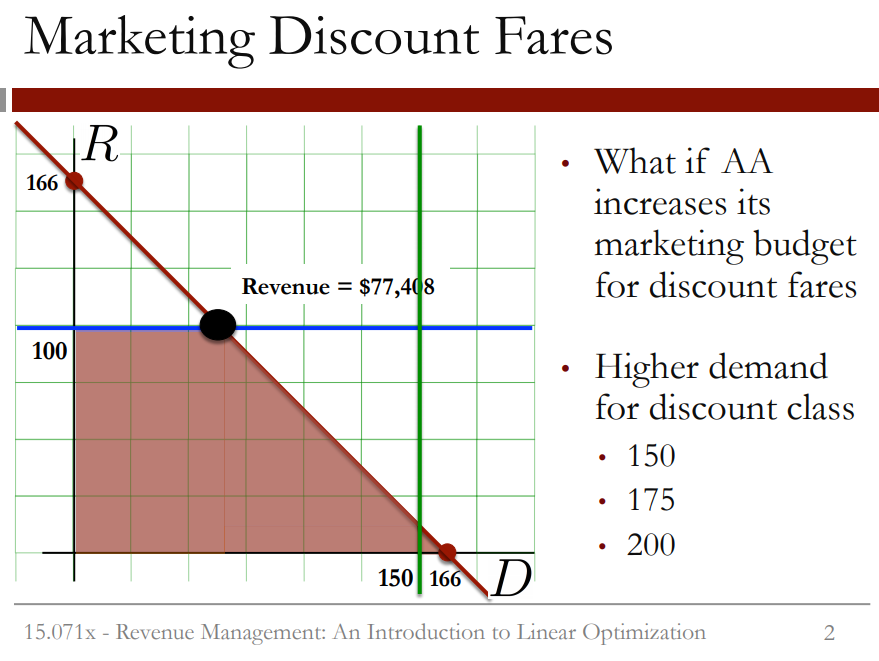 Marketing Discount Fares
R
166
Revenue = $77,408
100
150
166
D
• What if AA
increases its
marketing budget
for discount fares
• Higher demand
for discount class
• 150
• 175
• 200
15.071x - Revenue Management: An Introduction to Linear Optimization
2